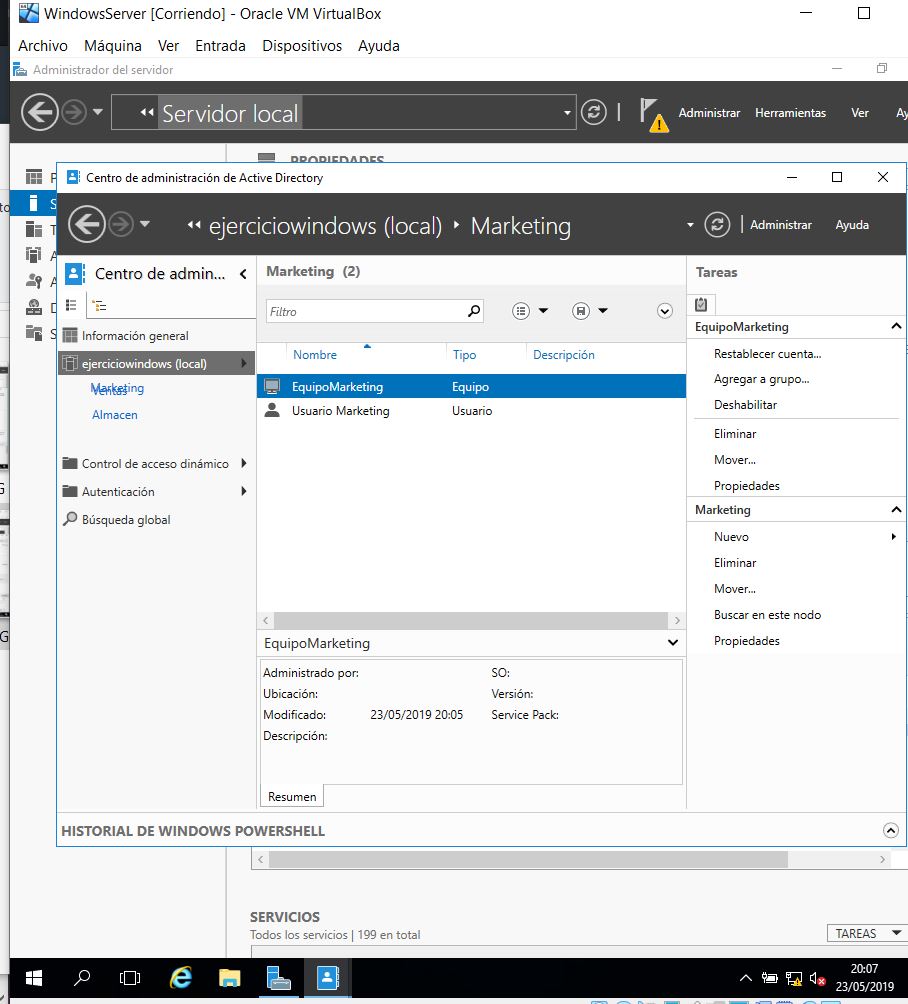 WindowsServer [Corriendo] - Oracle VM VirtualBox
Archivo Máquina Ver Entrada Dispositivos Ayuda
Administrador del servidor
Servidor local
Administrar Herramientas Ver
PROPIEDADES
Centro de administración de Active Directory
ejerciciowindows (local) Marketing
Administrar Ayuda
Centro de admin...
Información general
ejerciciowindows (local)
Marketing
Ventas
Almacen
Control de acceso dinámico
Autenticación
Búsqueda global
Marketing (2)
Filtro
Nombre Tipo Descripción
EquipoMarketing Equipo
Usuario Marketing Usuario
EquipoMarketing
Administrado por: SO:
Ubicación: Versión:
Modificado: 23/05/2019 20:05 Service Pack:
Descripción:
Resumen
Tareas
EquipoMarketing
Restablecer cuenta...
Agregar a grupo...
Deshabilitar
Eliminar
Mover...
Propiedades
Marketing
Nuevo
Eliminar
Mover...
Buscar en este nodo
Propiedades
HISTORIAL DE WINDOWS POWERSHELL
SERVICIOS
Todos los servicios | 199 en total
TAREAS
20:07
23/05/2019